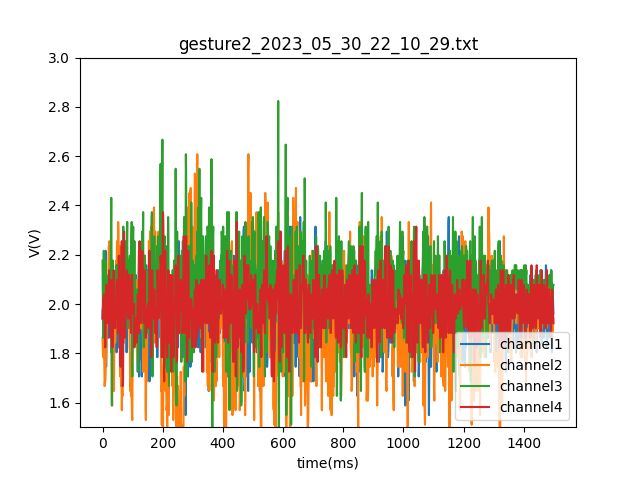 gesture2_2023_05_30_22_10_29.txt
3.0
2.8
2.6
2.4
2.2
2.0
1.8
1.6
V(V)
channel1
channel2
channel3
channel4
0 200 400 600 800 1000 1200 1400
time(ms)